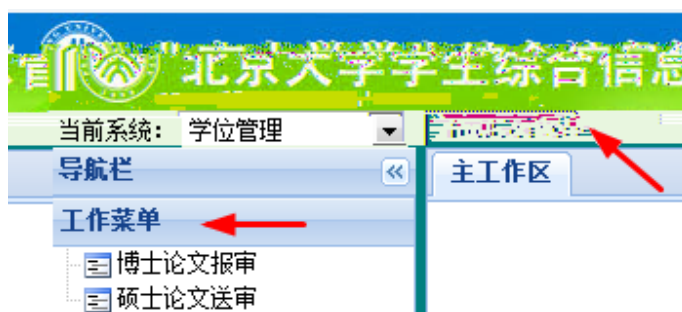 北京大学学生综合信息
当前系统: 学位管理
导航栏
主工作区
工作菜单
博士论文报审
硕士论文送审